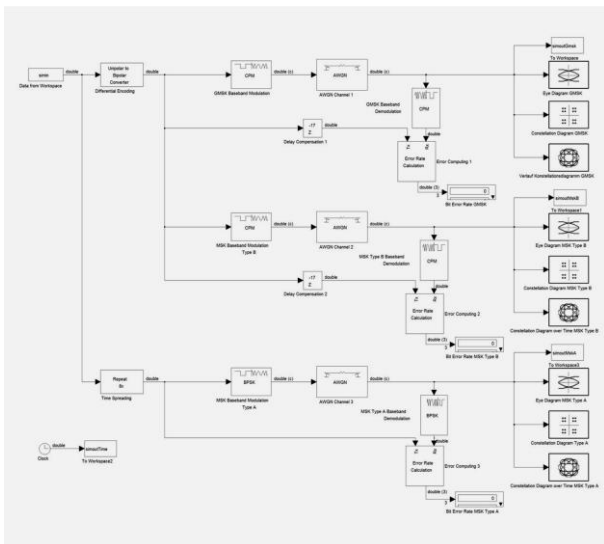 simin
Data from Workspace
double
Unipolar to
Bipolar
Converter
Differential Encoding
double
CPM
GMSK Baseband Modulation
double (c)
AWGN
AWGN Channel 1
double (c)
simoutGmsk
To Workspace
Eye Diagram GMSK
Constellation Diagram GMSK
Verlauf Konstellationsdiagramm GMSK
GMSK Baseband
Demodulation
CPM
double
-17
Z
Delay Compensation 1
double
Error Rate
Calculation
Error Computing 1
double (3)
3
0
Bit Error Rate GMSK
CPM
MSK Baseband Modulation
Type B
double (c)
AWGN
AWGN Channel 2
double (c)
To Workspace1
Eye Diagram MSK Type B
Constellation Diagram MSK Type B
Constellation Diagram over Time MSK Type B
MSK Type B Baseband
Demodulation
CPM
double
-17
Z
Delay Compensation 2
double
Error Rate
Calculation
Error Computing 2
double (3)
3
0
Bit Error Rate MSK Type B
Repeat
8x
Time Spreading
double
BPSK
MSK Baseband Modulation
Type A
double (c)
AWGN
AWGN Channel 3
double (c)
To Workspace3
Eye Diagram MSK Type A
Constellation Diagram Type A
Constellation Diagram over Time MSK Type A
MSK Type A Baseband
Demodulation
BPSK
double
Error Rate
Calculation
Error Computing 3
double (3)
3
0
Bit Error Rate MSK Type A
Clock
double
simoutTime
To Workspace2